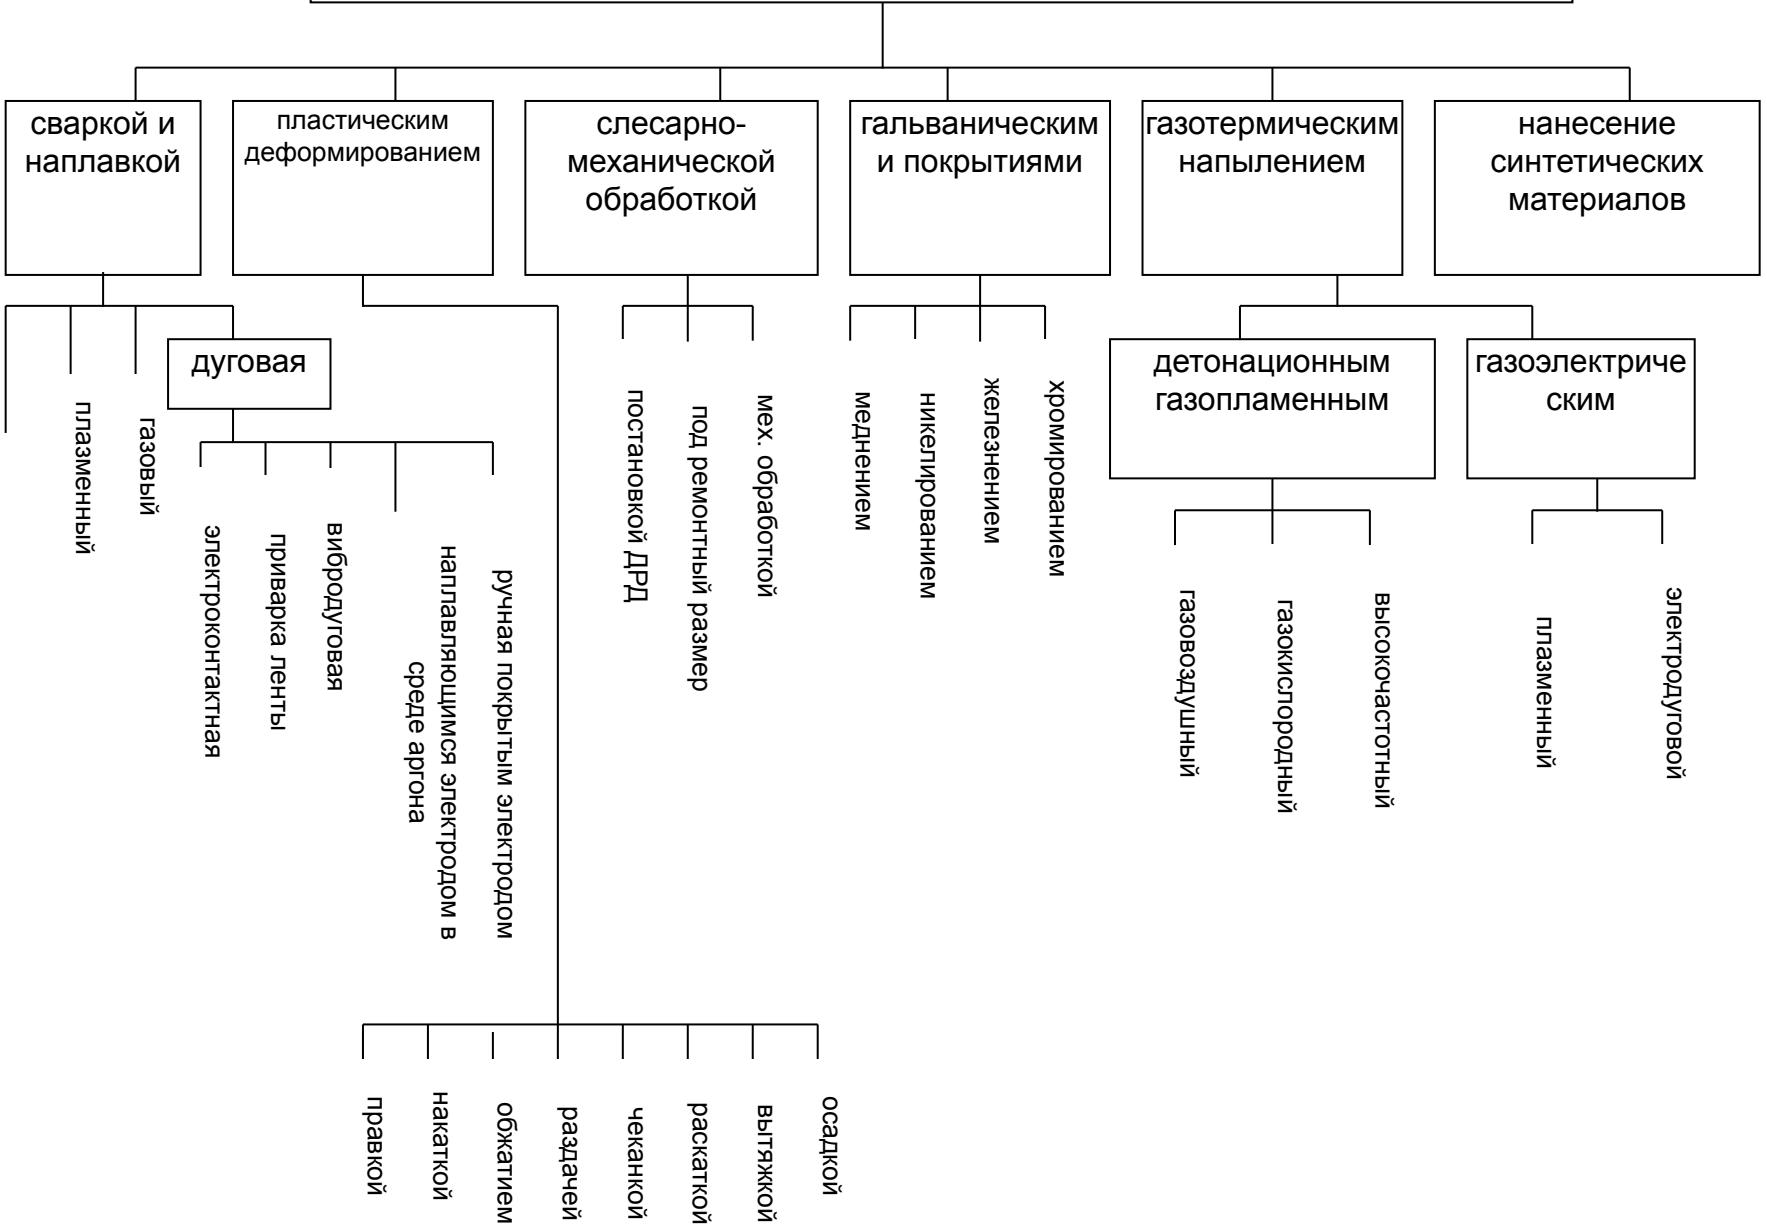 сваркой и
наплавкой
пластическим
деформированием
слесарно-
механической
обработкой
гальваническим
и покрытиями
газотермическим
напылением
нанесение
синтетических
материалов
дуговая
детонационным
газопламенным
газоэлектриче
ским
плазменный
газовый
электроконтактная
приварка ленты
вибродуговая
наплавляющимся электродом в
среде аргона
ручная покрытым электродом
постановкой ДРД
под ремонтный размер
мех. обработкой
меднением
никелированием
железнением
хромированием
газовоздушный
газокислородный
высокочастотный
плазменный
электродуговой
правкой
накаткой
обжатием
раздачей
чеканкой
раскаткой
вытяжкой
осадкой